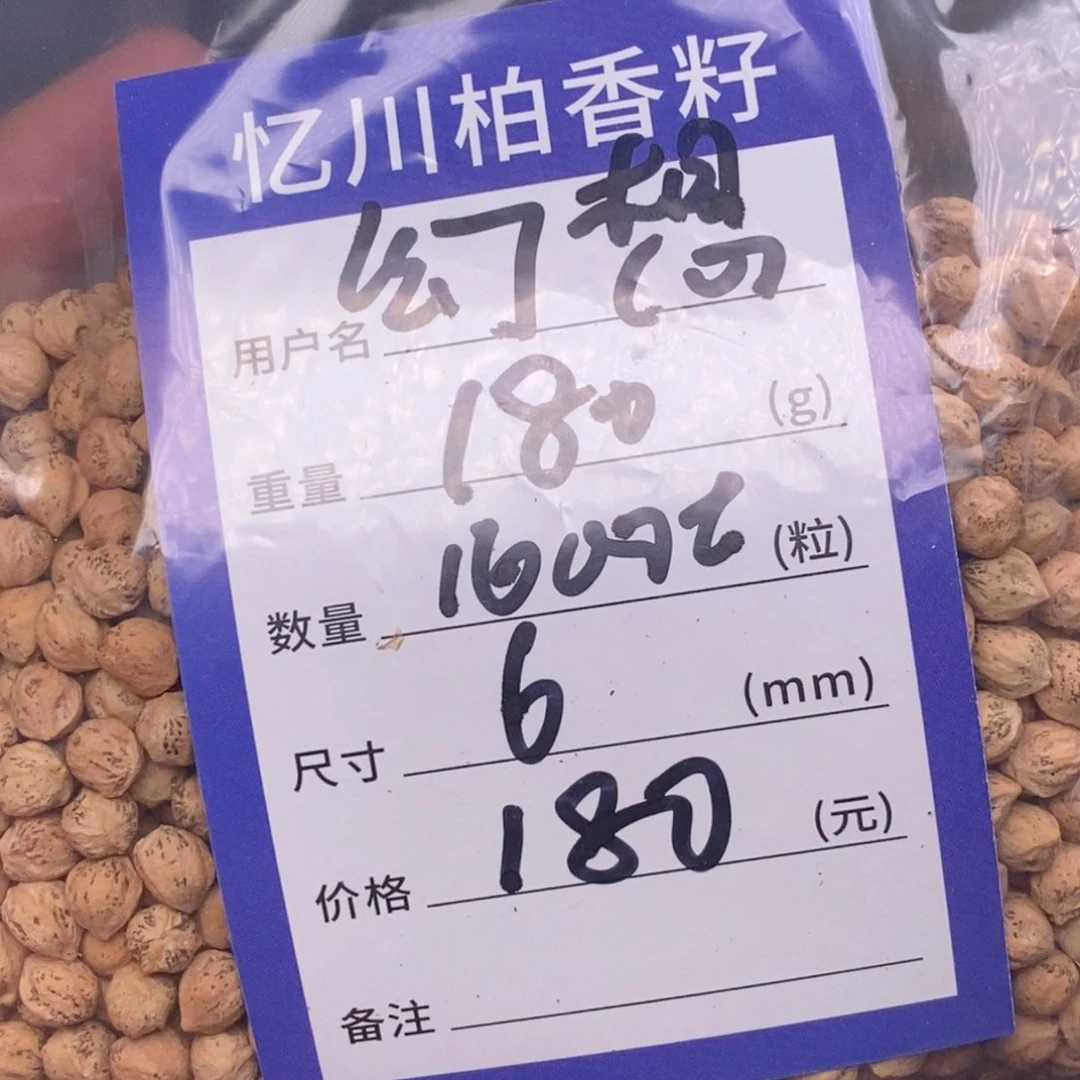 忆川柏香籽
用户名 幻想
重量 180 (g)
数量 1600 (粒)
尺寸 6 (mm)
价格 180 (元)
备注